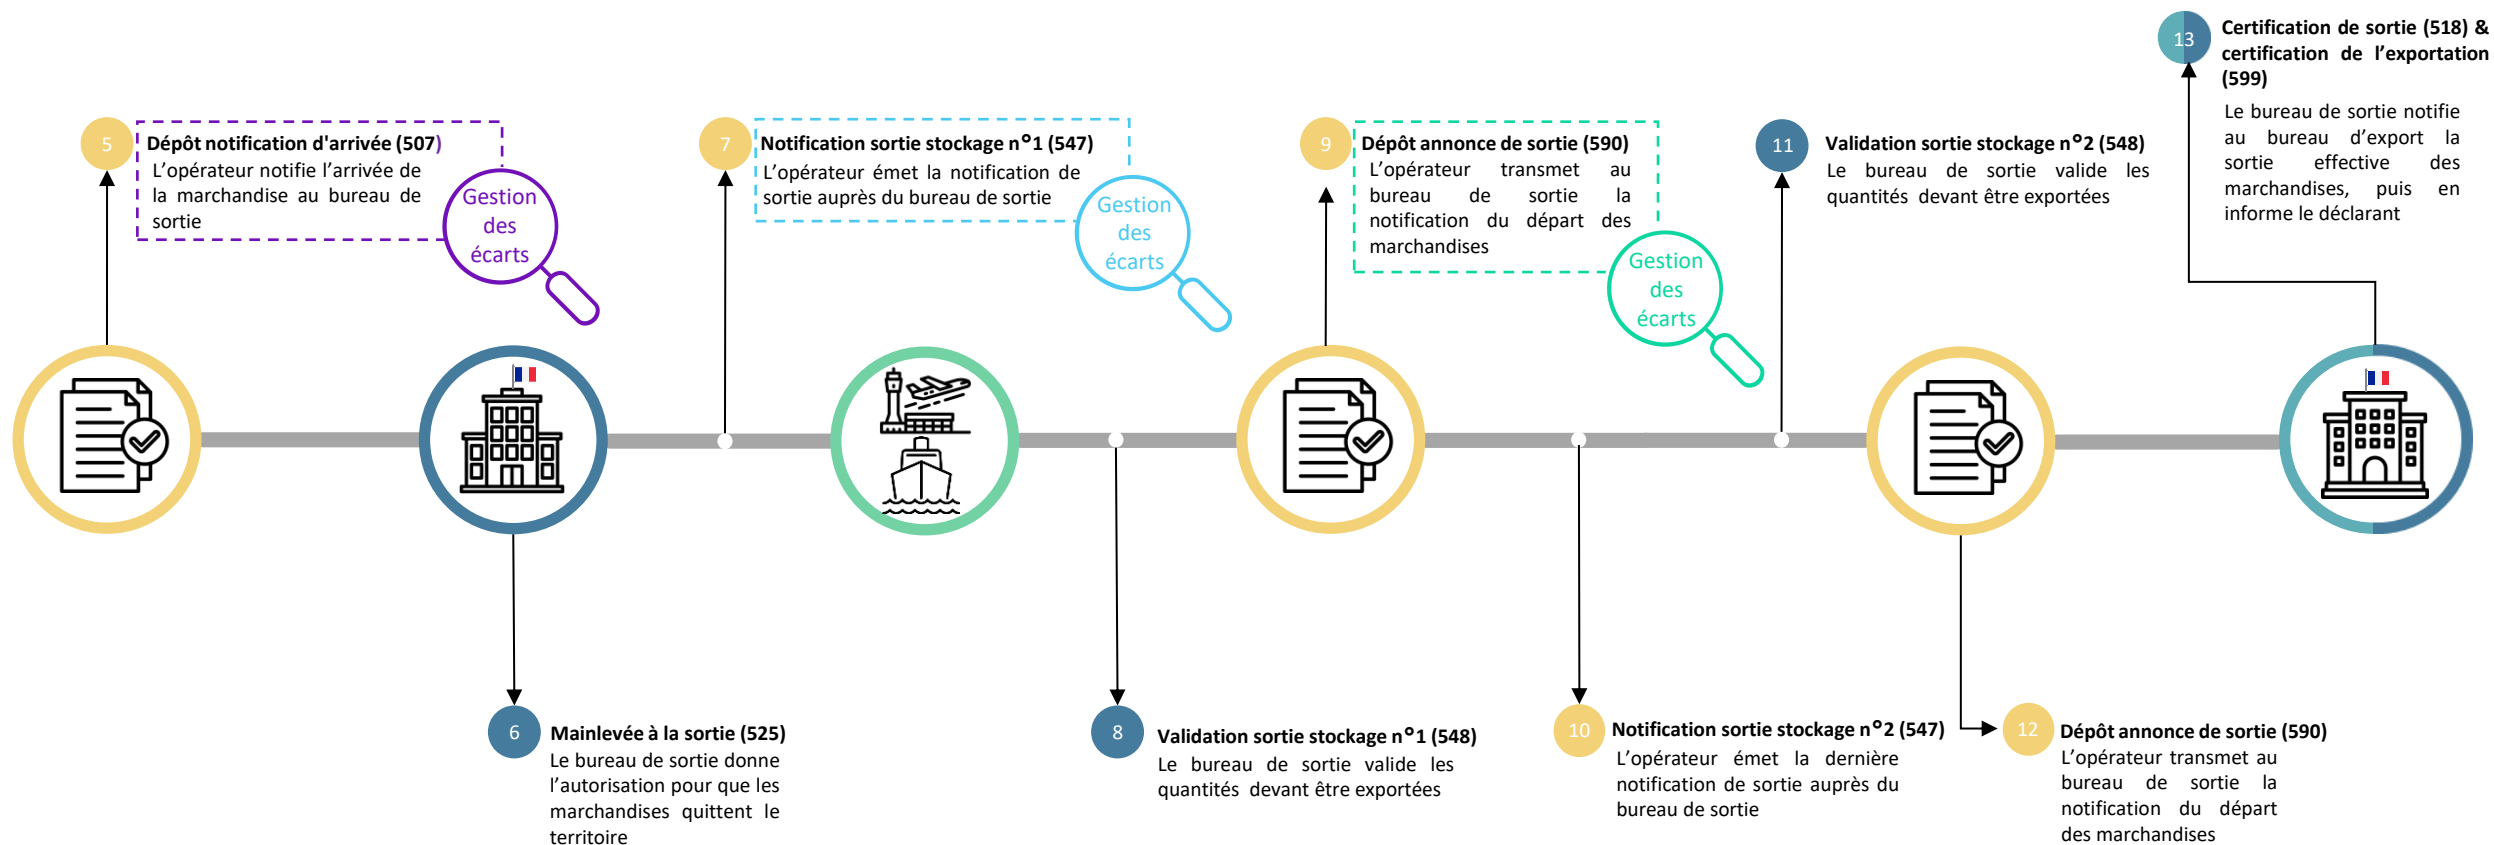 5
Dépôt notification d'arrivée (507)
L'opérateur notifie l'arrivée de
la marchandise au bureau de
sortie
Gestion
des
écarts
6
Mainlevée à la sortie (525)
Le bureau de sortie donne
l'autorisation pour que les
marchandises quittent le
territoire
7
Notification sortie stockage n°1 (547)
L'opérateur émet la notification de
sortie auprès du bureau de sortie
Gestion
des
écarts
8
Validation sortie stockage n°1 (548)
Le bureau de sortie valide les
quantités devant être exportées
9
Dépôt annonce de sortie (590)
L'opérateur transmet au
bureau de sortie la
notification du départ des
marchandises
Gestion
des
écarts
10
Notification sortie stockage n°2 (547)
L'opérateur émet la dernière
notification de sortie auprès du
bureau de sortie
11
Validation sortie stockage n°2 (548)
Le bureau de sortie valide les
quantités devant être exportées
12
Dépôt annonce de sortie (590)
L'opérateur transmet au
bureau de sortie la
notification du départ
des marchandises
13
Certification de sortie (518) &
certification de l'exportation
(599)
Le bureau de sortie notifie
au bureau d'export la
sortie effective des
marchandises, puis en
informe le déclarant